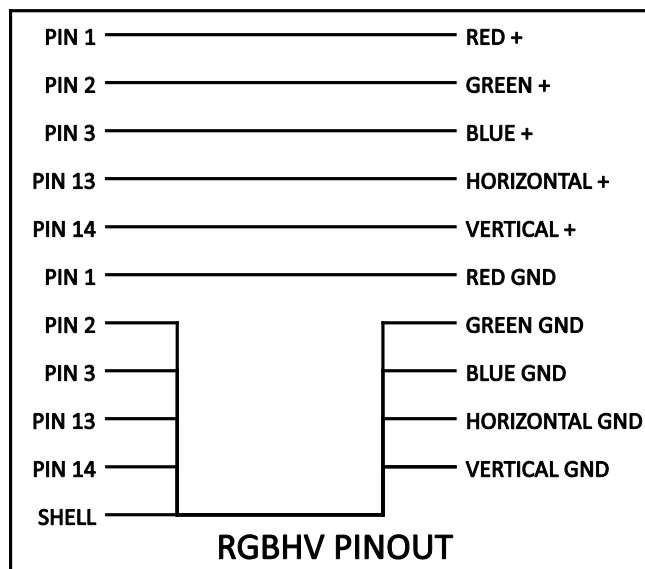 PIN 1 RED +
PIN 2 GREEN +
PIN 3 BLUE +
PIN 13 HORIZONTAL +
PIN 14 VERTICAL +
PIN 1 RED GND
PIN 2 GREEN GND
PIN 3 BLUE GND
PIN 13 HORIZONTAL GND
PIN 14 VERTICAL GND
SHELL
RGBHV PINOUT